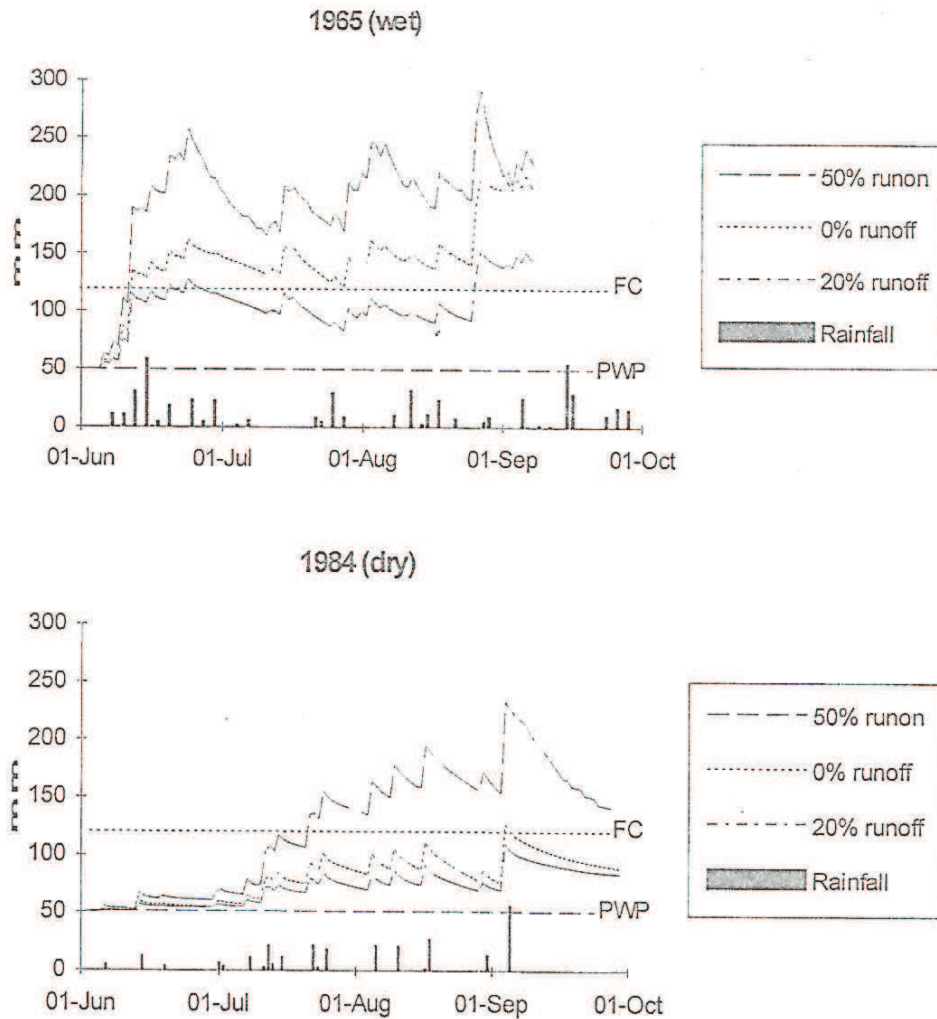 1965 (wet)
300
250
200
150
100
50
0
mm
FC
PWP
01-Jun
01-Jul
01-Aug
01-Sep
01-Oct
50% runon
0% runoff
20% runoff
Rainfall
1984 (dry)
300
250
200
150
100
50
0
mm
FC
PWP
01-Jun
01-Jul
01-Aug
01-Sep
01-Oct
50% runon
0% runoff
20% runoff
Rainfall